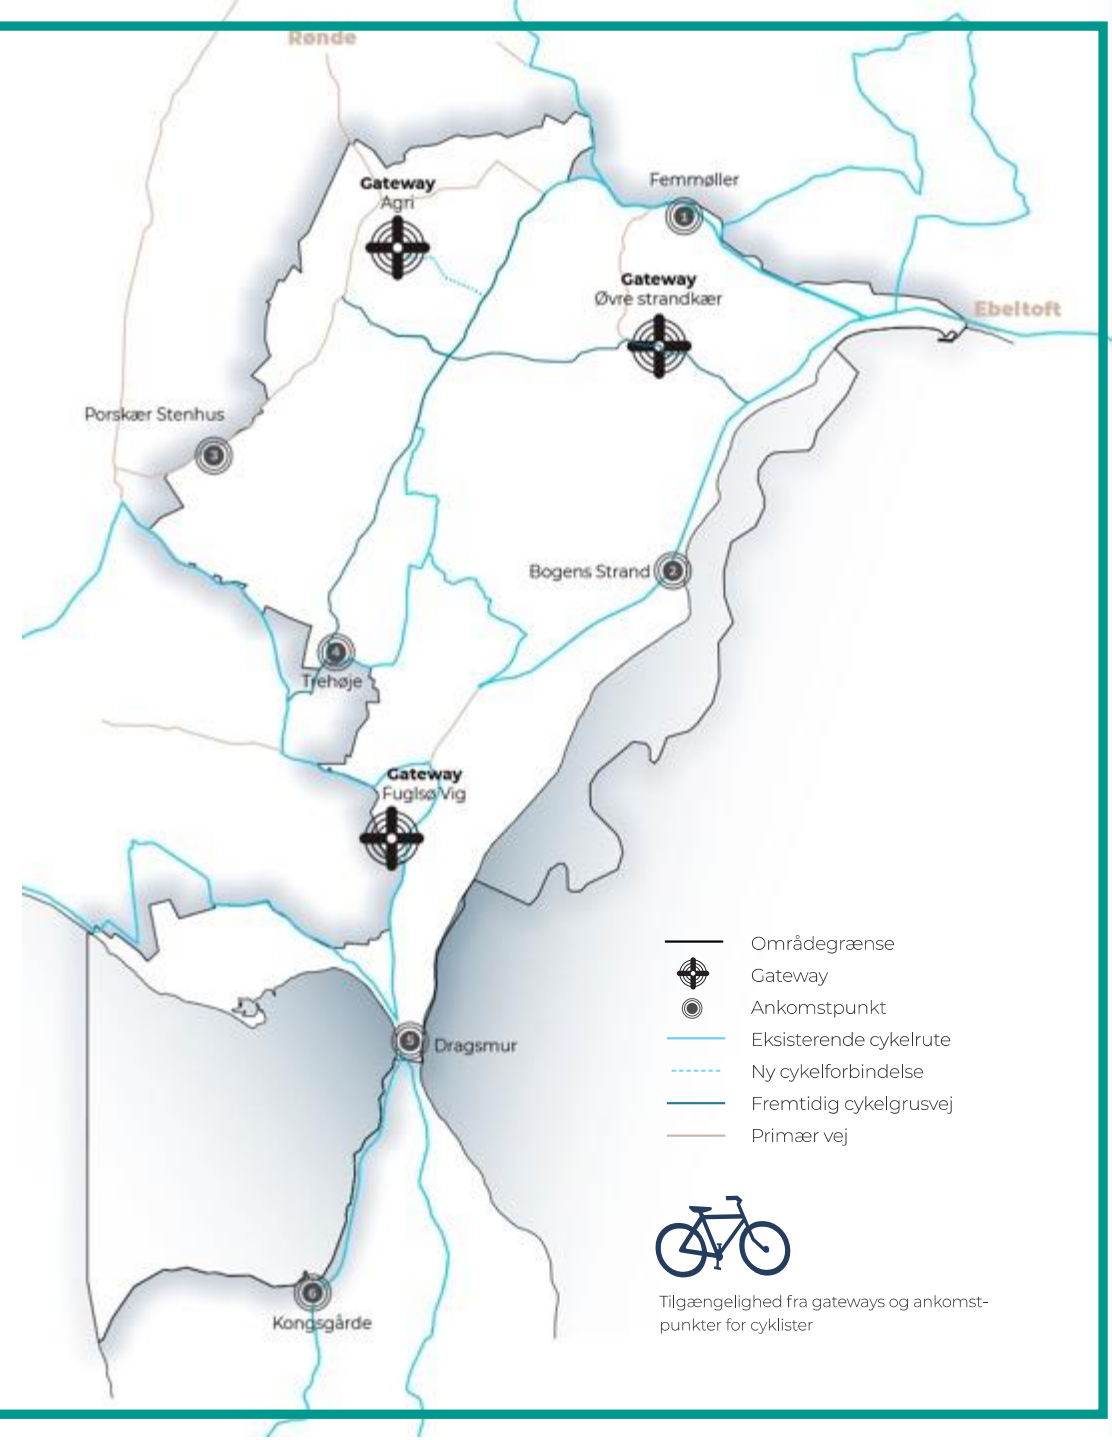 Rønde
Femmøller
1
Gateway
Agri
Gateway
Øvre strandkær
Ebeltoft
Porskær Stenhus
3
Bogens Strand
2
4
Trehøje
Gateway
Fuglsø Vig
Områdegrænse
Gateway
Ankomstpunkt
Eksisterende cykelrute
Ny cykelforbindelse
Fremtidig cykelgrusvej
Primær vej
5
Dragsmur
6
Kongsgårde
Tilgængelighed fra gateways og ankomst-
punkter for cyklister